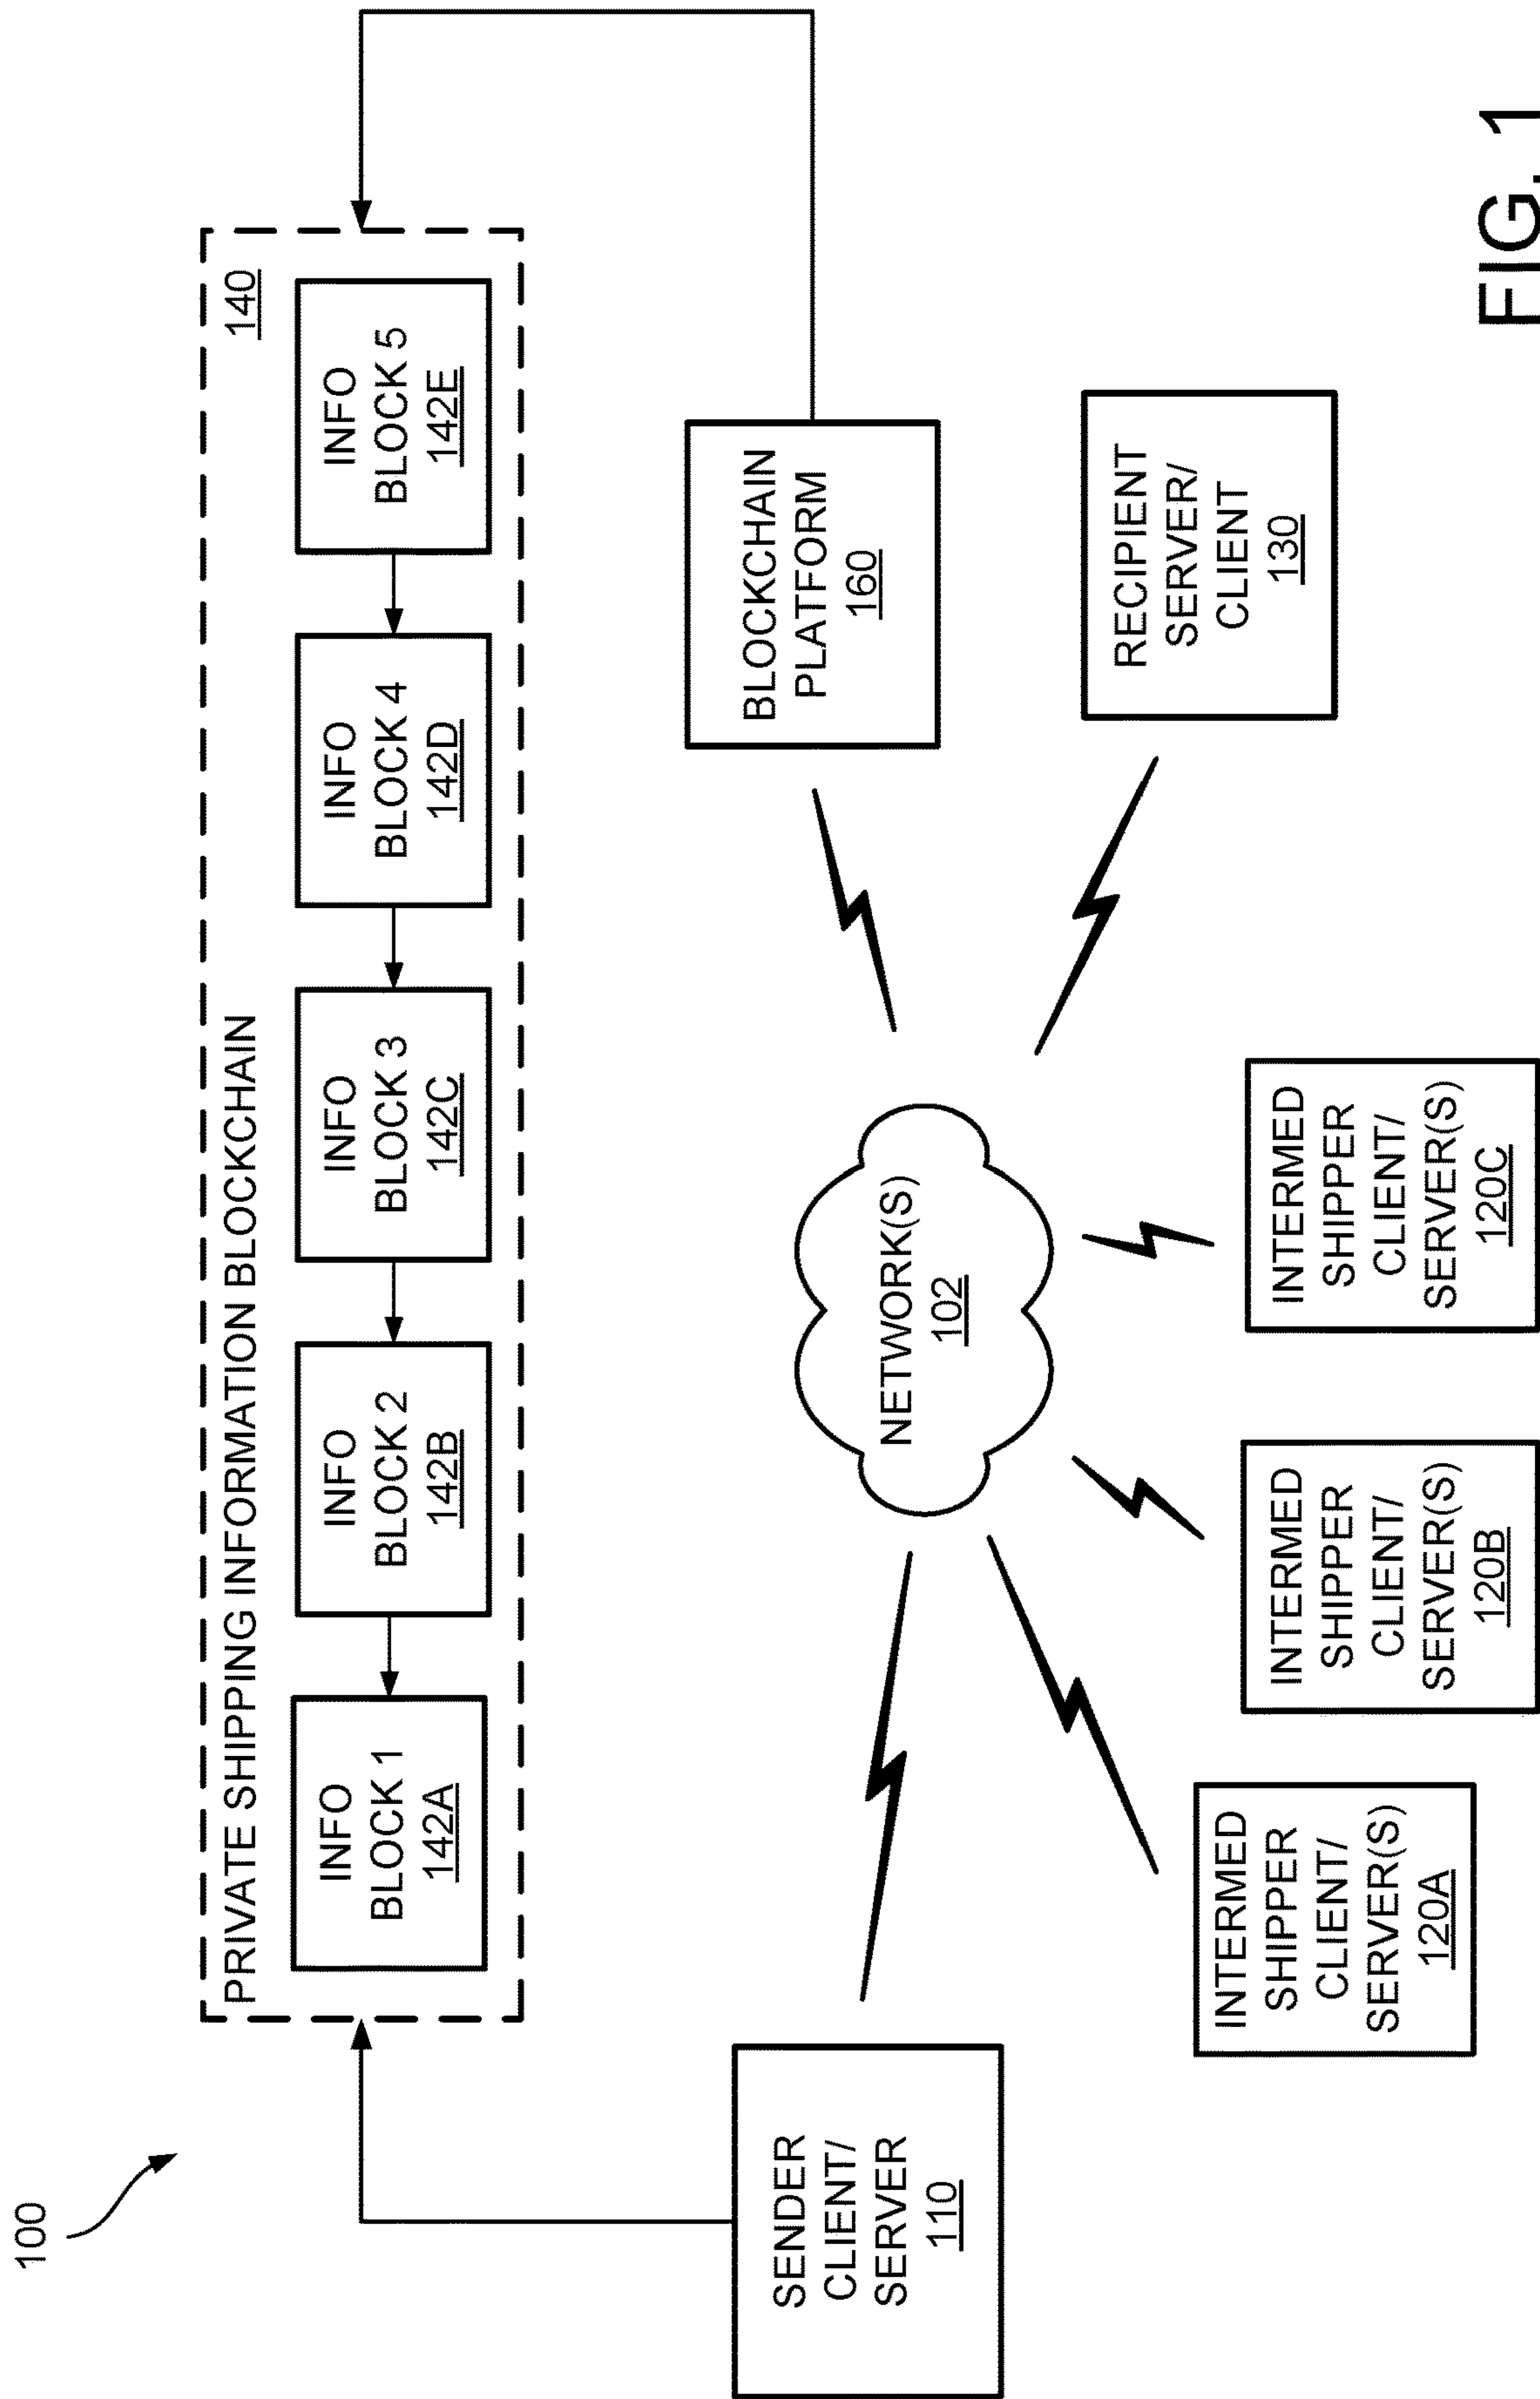 100
PRIVATE SHIPPING INFORMATION BLOCKCHAIN
140
INFO
BLOCK 1
142A
INFO
BLOCK 2
142B
INFO
BLOCK 3
142C
INFO
BLOCK 4
142D
INFO
BLOCK 5
142E
SENDER
CLIENT/
SERVER
110
NETWORK(S)
102
BLOCKCHAIN
PLATFORM
160
INTERMED
SHIPPER
CLIENT/
SERVER(S)
120A
INTERMED
SHIPPER
CLIENT/
SERVER(S)
120B
INTERMED
SHIPPER
CLIENT/
SERVER(S)
120C
RECIPIENT
SERVER/
CLIENT
130
FIG. 1